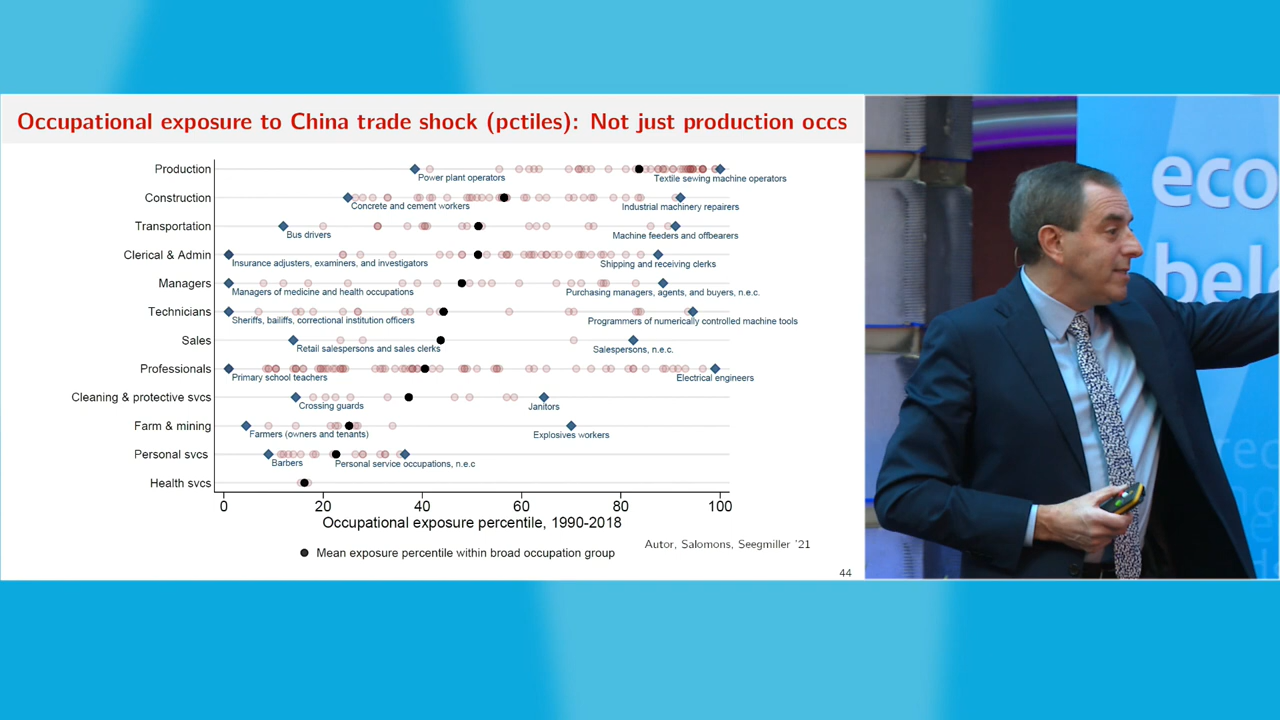 Occupational exposure to China trade shock (pctiles): Not just production occs
Production
Power plant operators
Textile sewing machine operators
Construction
Concrete and cement workers
Industrial machinery repairers
Transportation
Bus drivers
Machine feeders and offbearers
Clerical & Admin
Insurance adjusters, examiners, and investigators
Shipping and receiving clerks
Managers
Managers of medicine and health occupations
Purchasing managers, agents, and buyers, n.e.c.
Technicians
Sheriffs, bailiffs, correctional institution officers
Programmers of numerically controlled machine tools
Sales
Retail salespersons and sales clerks
Salespersons, n.e.c.
Professionals
Primary school teachers
Electrical engineers
Cleaning & protective svcs
Crossing guards
Janitors
Farm & mining
Farmers (owners and tenants)
Explosives workers
Personal svcs
Barbers
Personal service occupations, n.e.c
Health svcs
0 20 40 60 80 100
Occupational exposure percentile, 1990-2018
Mean exposure percentile within broad occupation group
Autor, Salomons, Seegmiller '21
44
eco
bel